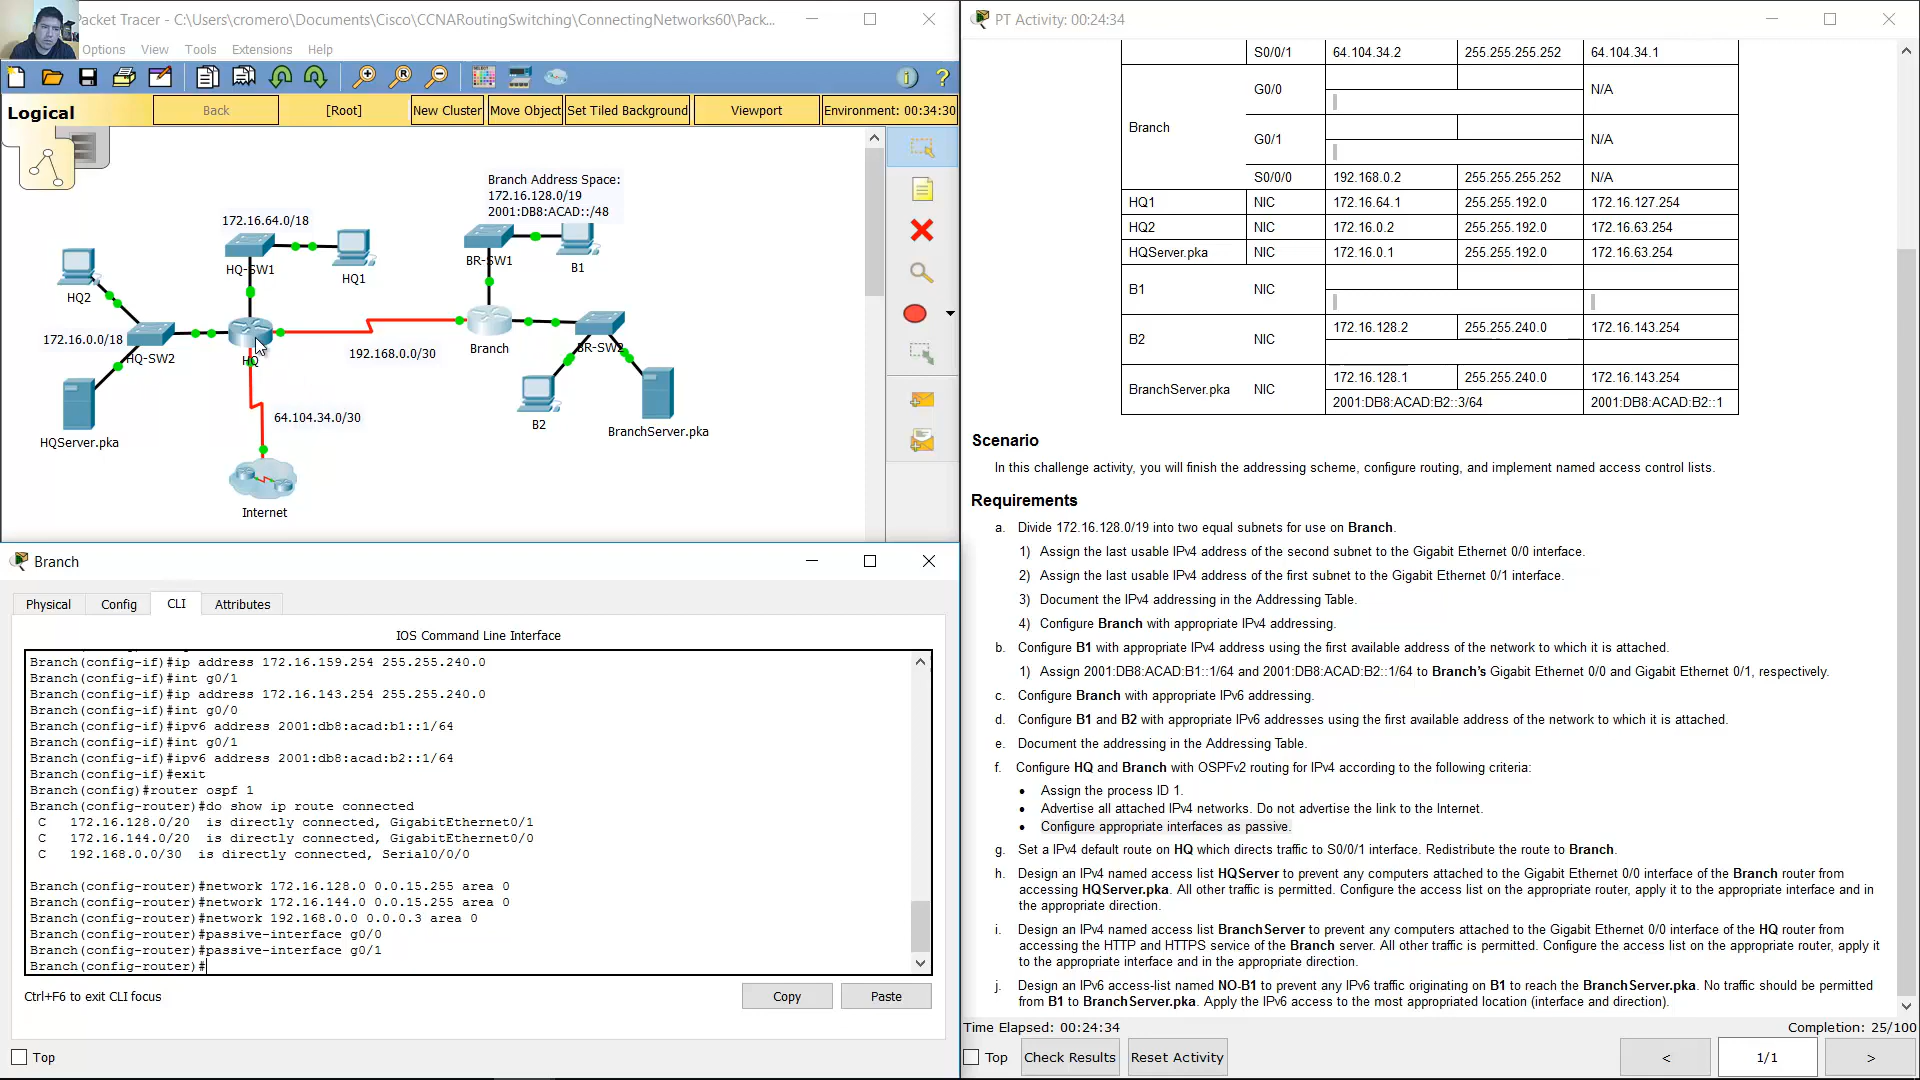 Packet Tracer - C:\Users\cromero\Documents\Cisco\CCNARoutingSwitching\ConnectingNetworks60\Pack...
Options View Tools Extensions Help
Logical
Back
[Root]
New Cluster
Move Object
Set Tiled Background
Viewport
Environment: 00:34:30
Branch Address Space:
172.16.128.0/19
2001:DB8:ACAD::/48
172.16.64.0/18
HQ-SW1
HQ1
BR-SW1
B1
HQ2
172.16.0.0/18
HQ-SW2
HQ
192.168.0.0/30
Branch
BR-SW2
64.104.34.0/30
HQServer.pka
B2
BranchServer.pka
Internet
Branch
Physical
Config
CLI
Attributes
IOS Command Line Interface
Branch(config-if)#ip address 172.16.159.254 255.255.240.0
Branch(config-if)#int g0/1
Branch(config-if)#ip address 172.16.143.254 255.255.240.0
Branch(config-if)#int g0/0
Branch(config-if)#ipv6 address 2001:db8:acad:b1::1/64
Branch(config-if)#int g0/1
Branch(config-if)#ipv6 address 2001:db8:acad:b2::1/64
Branch(config-if)#exit
Branch(config)#router ospf 1
Branch(config-router)#do show ip route connected
C 172.16.128.0/20 is directly connected, GigabitEthernet0/1
C 172.16.144.0/20 is directly connected, GigabitEthernet0/0
C 192.168.0.0/30 is directly connected, Serial0/0/0
Branch(config-router)#network 172.16.128.0 0.0.15.255 area 0
Branch(config-router)#network 172.16.144.0 0.0.15.255 area 0
Branch(config-router)#network 192.168.0.0 0.0.0.3 area 0
Branch(config-router)#passive-interface g0/0
Branch(config-router)#passive-interface g0/1
Branch(config-router)#
Ctrl+F6 to exit CLI focus
Copy
Paste
Top
PT Activity: 00:24:34
S0/0/1 64.104.34.2 255.255.255.252 64.104.34.1
Branch
G0/0 N/A
G0/1 N/A
S0/0/0 192.168.0.2 255.255.255.252 N/A
HQ1 NIC 172.16.64.1 255.255.192.0 172.16.127.254
HQ2 NIC 172.16.0.2 255.255.192.0 172.16.63.254
HQServer.pka NIC 172.16.0.1 255.255.192.0 172.16.63.254
B1 NIC
B2 NIC 172.16.128.2 255.255.240.0 172.16.143.254
BranchServer.pka NIC 172.16.128.1 255.255.240.0 172.16.143.254
2001:DB8:ACAD:B2::3/64 2001:DB8:ACAD:B2::1
Scenario
In this challenge activity, you will finish the addressing scheme, configure routing, and implement named access control lists.
Requirements
a. Divide 172.16.128.0/19 into two equal subnets for use on Branch.
1) Assign the last usable IPv4 address of the second subnet to the Gigabit Ethernet 0/0 interface.
2) Assign the last usable IPv4 address of the first subnet to the Gigabit Ethernet 0/1 interface.
3) Document the IPv4 addressing in the Addressing Table.
4) Configure Branch with appropriate IPv4 addressing.
b. Configure B1 with appropriate IPv4 address using the first available address of the network to which it is attached.
1) Assign 2001:DB8:ACAD:B1::1/64 and 2001:DB8:ACAD:B2::1/64 to Branch's Gigabit Ethernet 0/0 and Gigabit Ethernet 0/1, respectively.
c. Configure Branch with appropriate IPv6 addressing.
d. Configure B1 and B2 with appropriate IPv6 addresses using the first available address of the network to which it is attached.
e. Document the addressing in the Addressing Table.
f. Configure HQ and Branch with OSPFv2 routing for IPv4 according to the following criteria:
• Assign the process ID 1.
• Advertise all attached IPv4 networks. Do not advertise the link to the Internet.
• Configure appropriate interfaces as passive.
g. Set a IPv4 default route on HQ which directs traffic to S0/0/1 interface. Redistribute the route to Branch.
h. Design an IPv4 named access list HQServer to prevent any computers attached to the Gigabit Ethernet 0/0 interface of the Branch router from
accessing HQServer.pka. All other traffic is permitted. Configure the access list on the appropriate router, apply it to the appropriate interface and in
the appropriate direction.
i. Design an IPv4 named access list BranchServer to prevent any computers attached to the Gigabit Ethernet 0/0 interface of the HQ router from
accessing the HTTP and HTTPS service of the Branch server. All other traffic is permitted. Configure the access list on the appropriate router, apply it
to the appropriate interface and in the appropriate direction.
j. Design an IPv6 access-list named NO-B1 to prevent any IPv6 traffic originating on B1 to reach the BranchServer.pka. No traffic should be permitted
from B1 to BranchServer.pka. Apply the IPv6 access to the most appropriated location (interface and direction).
Time Elapsed: 00:24:34
Completion: 25/100
Top
Check Results
Reset Activity
<
1/1
>